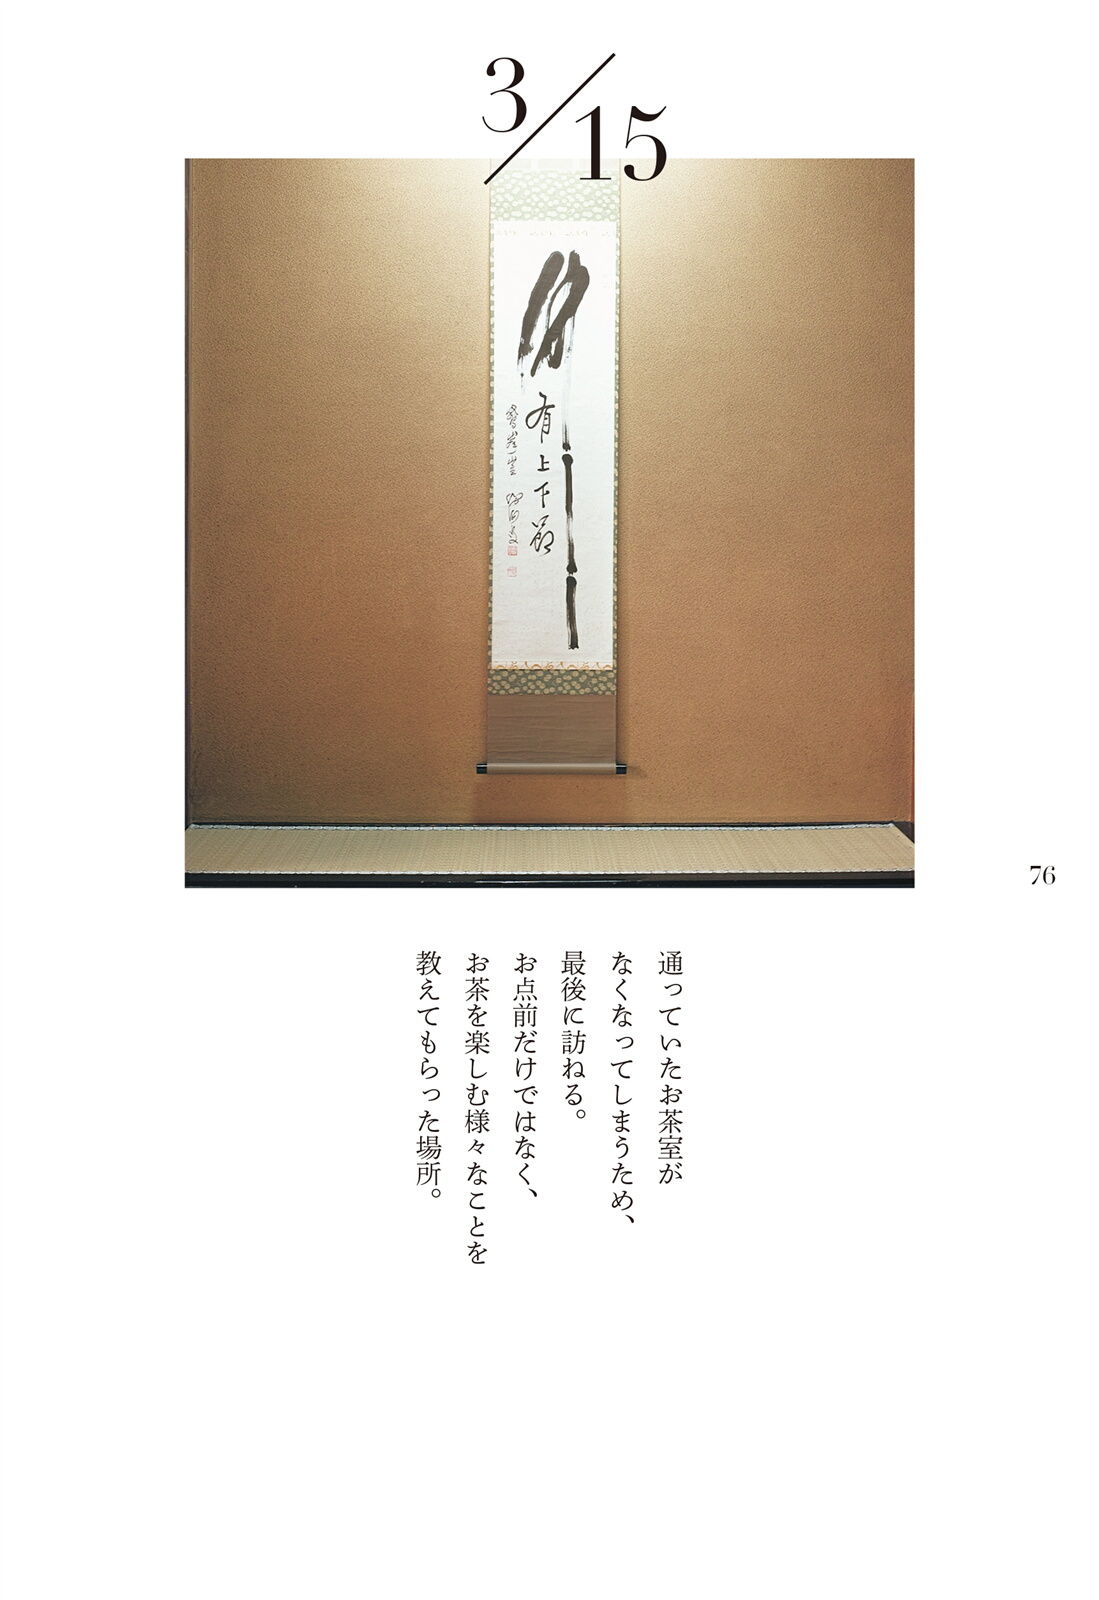 3/15
竹
有上下節
76
通っていたお茶室が
なくなってしまうため、
最後に訪ねる。
お点前だけではなく、
お茶を楽しむ様々なことを
教えてもらった場所。